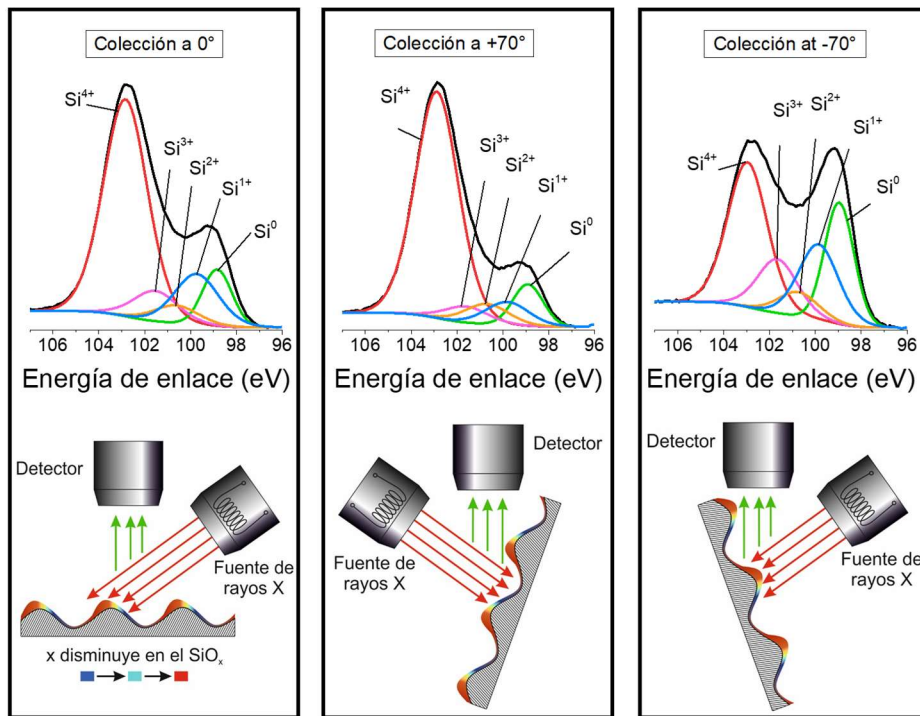 Colección a 0°
Si4+
Si3+
Si2+
Si1+
Si0
106 104 102 100 98 96
Energía de enlace (eV)
Detector
Fuente de
rayos X
x disminuye en el SiOx
Colección a +70°
Si4+
Si3+
Si2+
Si1+
Si0
106 104 102 100 98 96
Energía de enlace (eV)
Detector
Fuente de
rayos X
Colección at -70°
Si4+
Si3+
Si2+
Si1+
Si0
106 104 102 100 98 96
Energía de enlace (eV)
Detector
Fuente de
rayos X